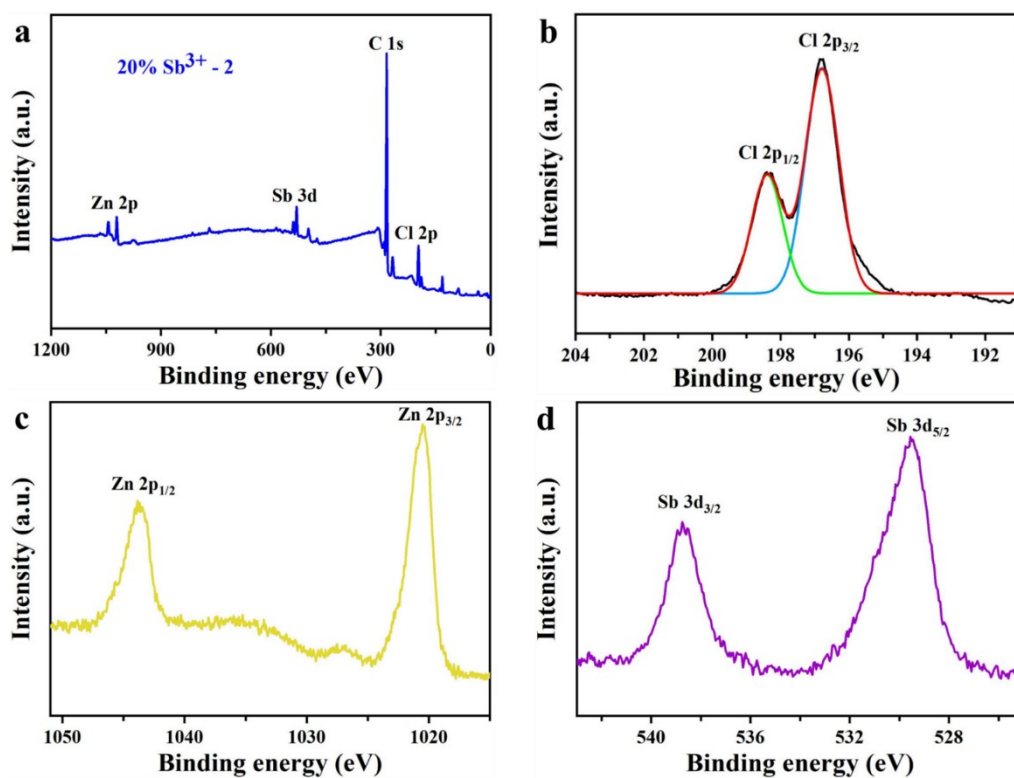 a
20% Sb³⁺ - 2
C 1s
Zn 2p
Sb 3d
Cl 2p
Intensity (a.u.)
1200 900 600 300 0
Binding energy (eV)
b
Cl 2p₃/₂
Cl 2p₁/₂
Intensity (a.u.)
204 202 200 198 196 194 192
Binding energy (eV)
c
Zn 2p₃/₂
Zn 2p₁/₂
Intensity (a.u.)
1050 1040 1030 1020
Binding energy (eV)
d
Sb 3d₅/₂
Sb 3d₃/₂
Intensity (a.u.)
540 536 530 528
Binding energy (eV)